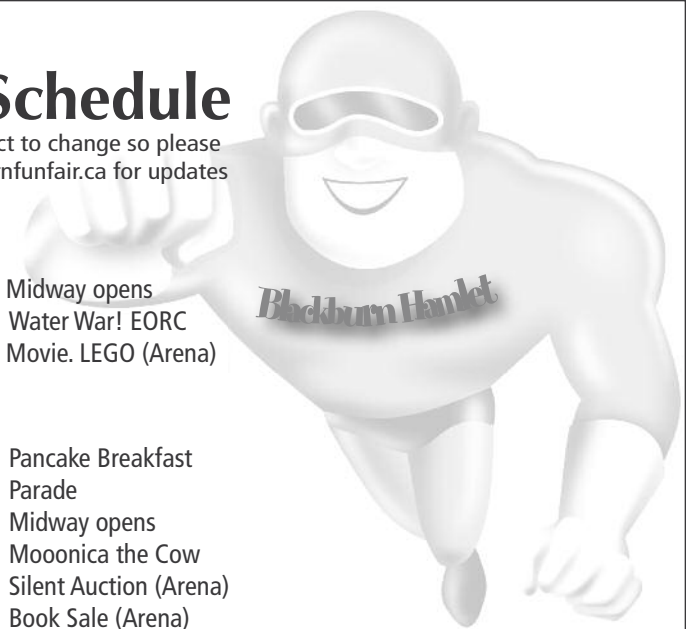 Schedule
ct to change so please
rnfunfair.ca for updates
Blackburn Hamlet
Midway opens
Water War! EORC
Movie. LEGO (Arena)
Pancake Breakfast
Parade
Midway opens
Mooonica the Cow
Silent Auction (Arena)
Book Sale (Arena)